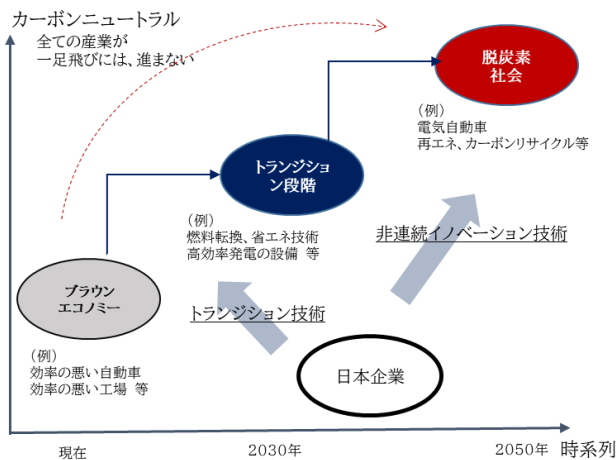 カーボンニュートラル
全ての産業が
一足飛びには、進まない
脱炭素
社会
(例)
電気自動車
再エネ、カーボンリサイクル等
トランジショ
ン段階
(例)
燃料転換、省エネ技術
高効率発電の設備 等
非連続イノベーション技術
ブラウン
エコノミー
トランジション技術
(例)
効率の悪い自動車
効率の悪い工場 等
日本企業
現在
2030年
2050年
時系列